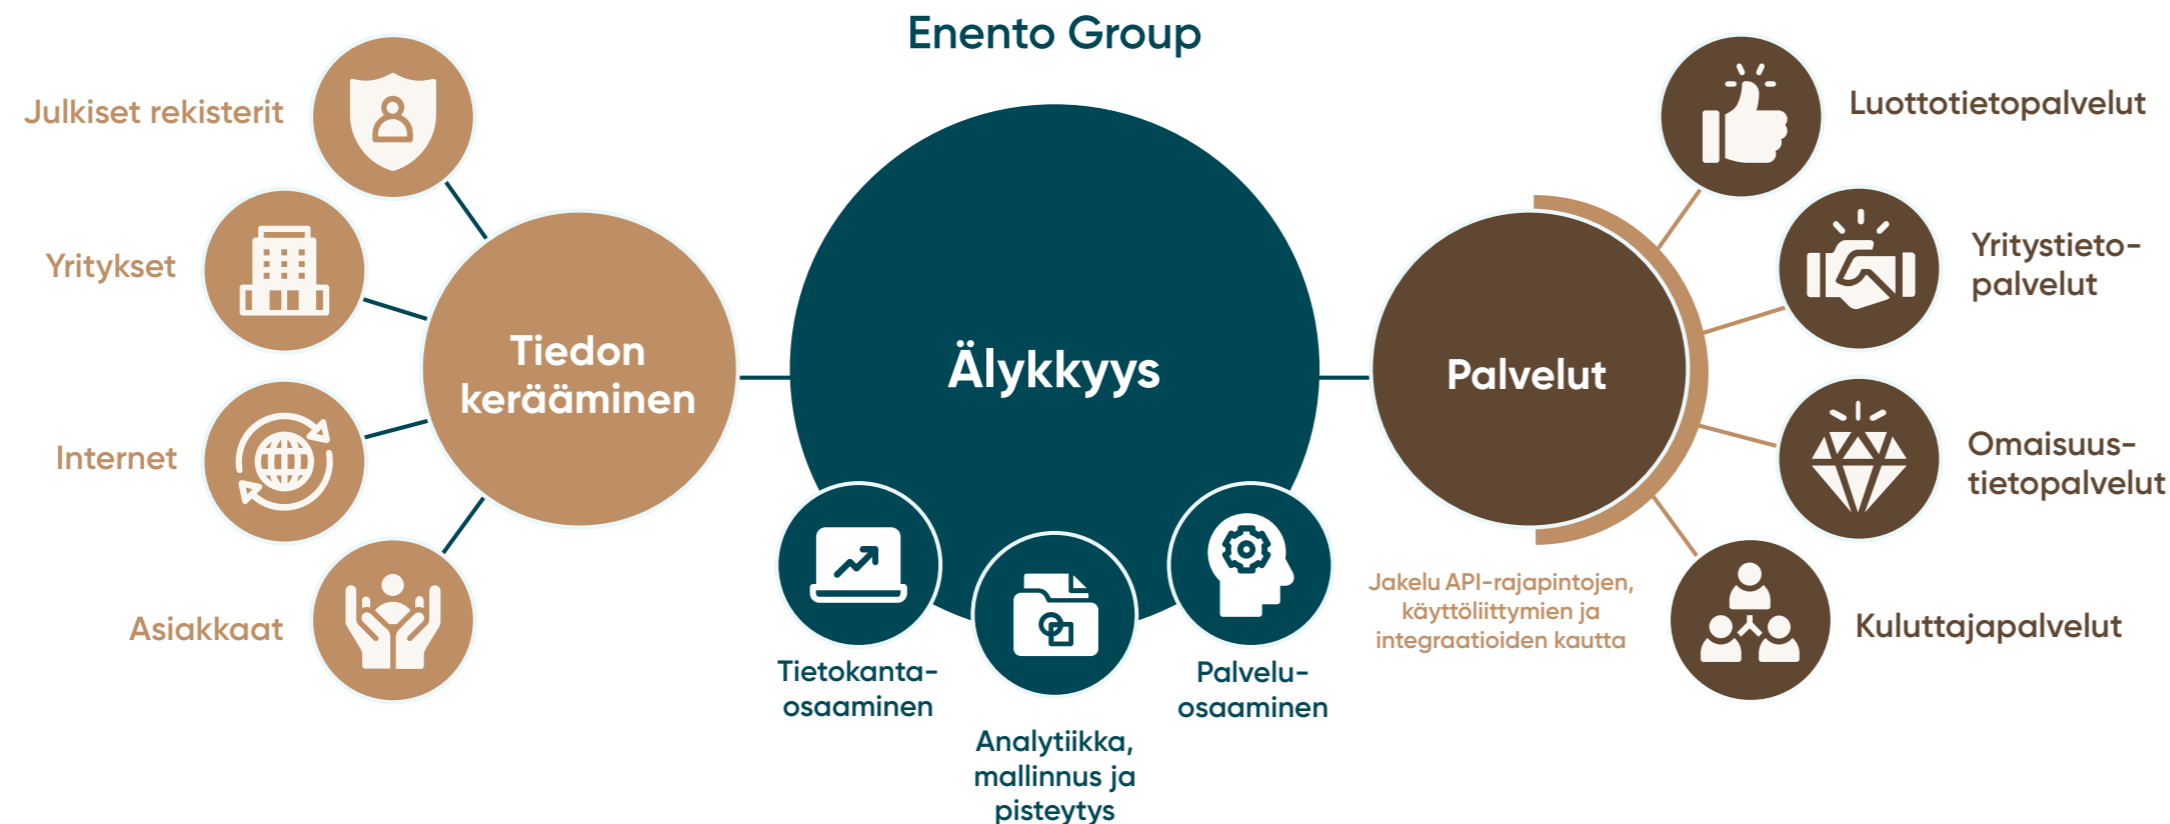 Enento Group
Julkiset rekisterit
Yritykset
Internet
Asiakkaat
Tiedon
kerääminen
Älykkyys
Tietokanta-
osaaminen
Analytiikka,
mallinnus ja
pisteytys
Palvelu-
osaaminen
Palvelut
Jakelu API-rajapintojen,
käyttöliittymien ja
integraatioiden kautta
Luottotietopalvelut
Yritystieto-
palvelut
Omaisuus-
tietopalvelut
Kuluttajapalvelut